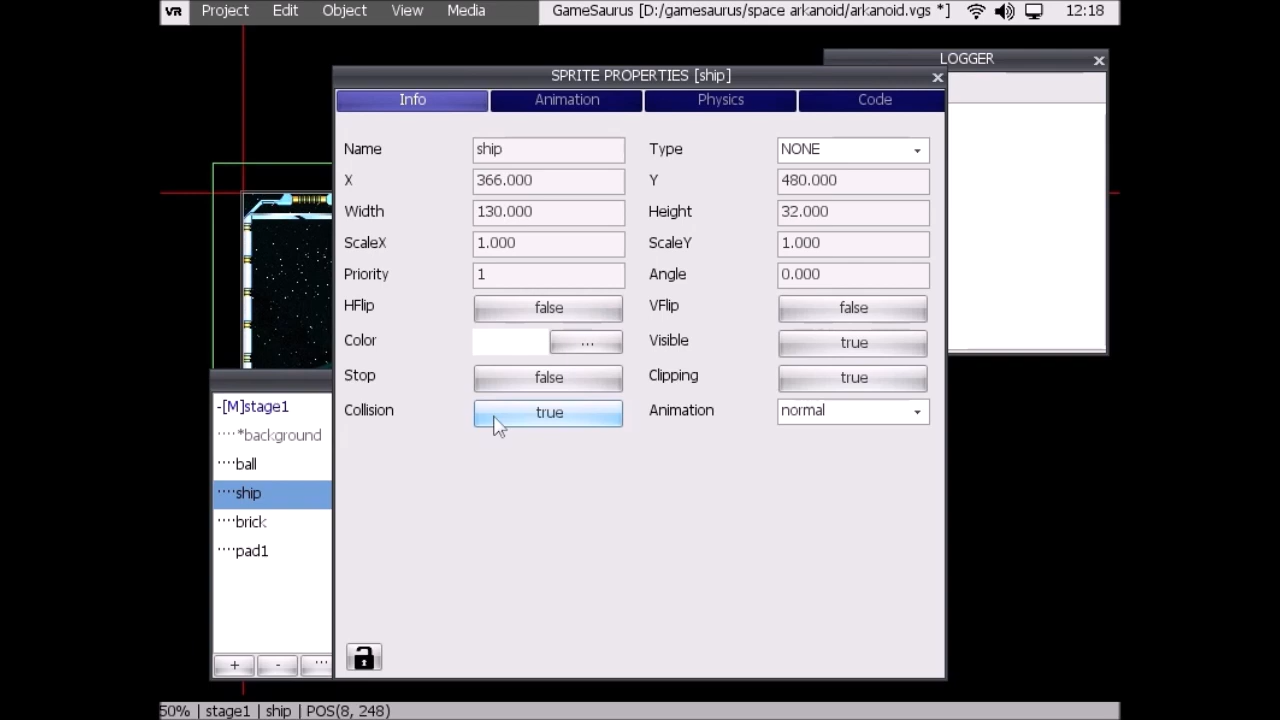 VR Project Edit Object View Media GameSaurus [D:/gamesaurus/space arkanoid/arkanoid.vgs *] 12:18
LOGGER
SPRITE PROPERTIES [ship]
Info Animation Physics Code
Name ship Type NONE
X 366.000 Y 480.000
Width 130.000 Height 32.000
ScaleX 1.000 ScaleY 1.000
Priority 1 Angle 0.000
HFlip false VFlip false
Color ... Visible true
Stop false Clipping true
Collision true Animation normal
-[M]stage1
····*background
····ball
····ship
····brick
····pad1
+ - ...
50% | stage1 | ship | POS(8, 248)